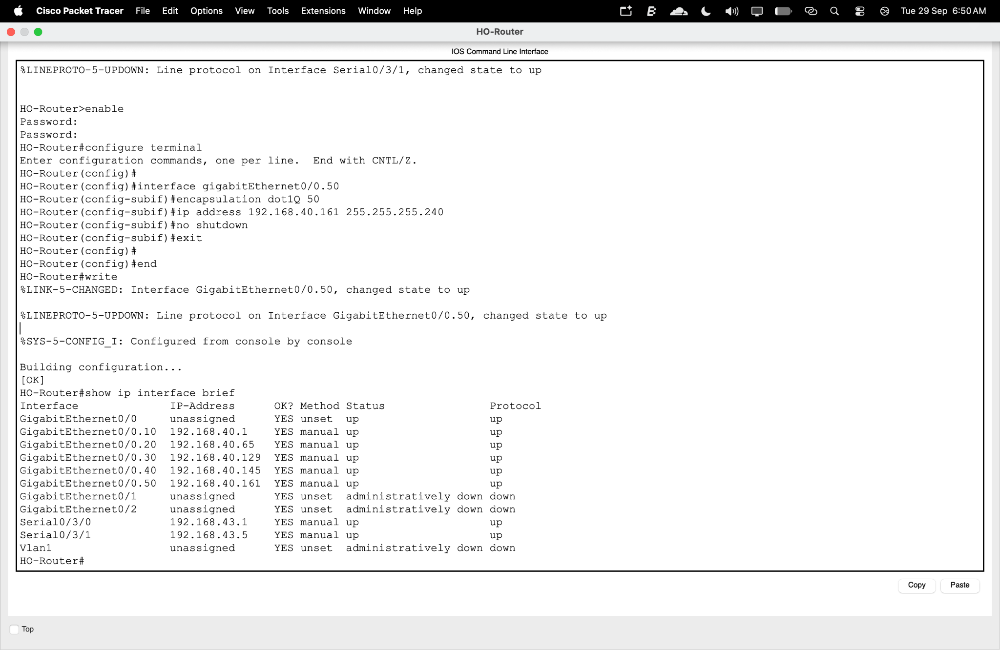 Cisco Packet Tracer File Edit Options View Tools Extensions Window Help Tue 29 Sep 6:50 AM
HO-Router
IOS Command Line Interface
%LINEPROTO-5-UPDOWN: Line protocol on Interface Serial0/3/1, changed state to up
HO-Router>enable
Password:
Password:
HO-Router#configure terminal
Enter configuration commands, one per line.  End with CNTL/Z.
HO-Router(config)#
HO-Router(config)#interface gigabitEthernet0/0.50
HO-Router(config-subif)#encapsulation dot1Q 50
HO-Router(config-subif)#ip address 192.168.40.161 255.255.255.240
HO-Router(config-subif)#no shutdown
HO-Router(config-subif)#exit
HO-Router(config)#
HO-Router(config)#end
HO-Router#write
%LINK-5-CHANGED: Interface GigabitEthernet0/0.50, changed state to up
%LINEPROTO-5-UPDOWN: Line protocol on Interface GigabitEthernet0/0.50, changed state to up
%SYS-5-CONFIG_I: Configured from console by console
Building configuration...
[OK]
HO-Router#show ip interface brief
Interface              IP-Address      OK? Method Status                Protocol
GigabitEthernet0/0     unassigned      YES unset  up                    up
GigabitEthernet0/0.10  192.168.40.1    YES manual up                    up
GigabitEthernet0/0.20  192.168.40.65   YES manual up                    up
GigabitEthernet0/0.30  192.168.40.129  YES manual up                    up
GigabitEthernet0/0.40  192.168.40.145  YES manual up                    up
GigabitEthernet0/0.50  192.168.40.161  YES manual up                    up
GigabitEthernet0/1     unassigned      YES unset  administratively down down
GigabitEthernet0/2     unassigned      YES unset  administratively down down
Serial0/3/0            192.168.43.1    YES manual up                    up
Serial0/3/1            192.168.43.5    YES manual up                    up
Vlan1                  unassigned      YES unset  administratively down down
HO-Router#
Copy Paste
Top